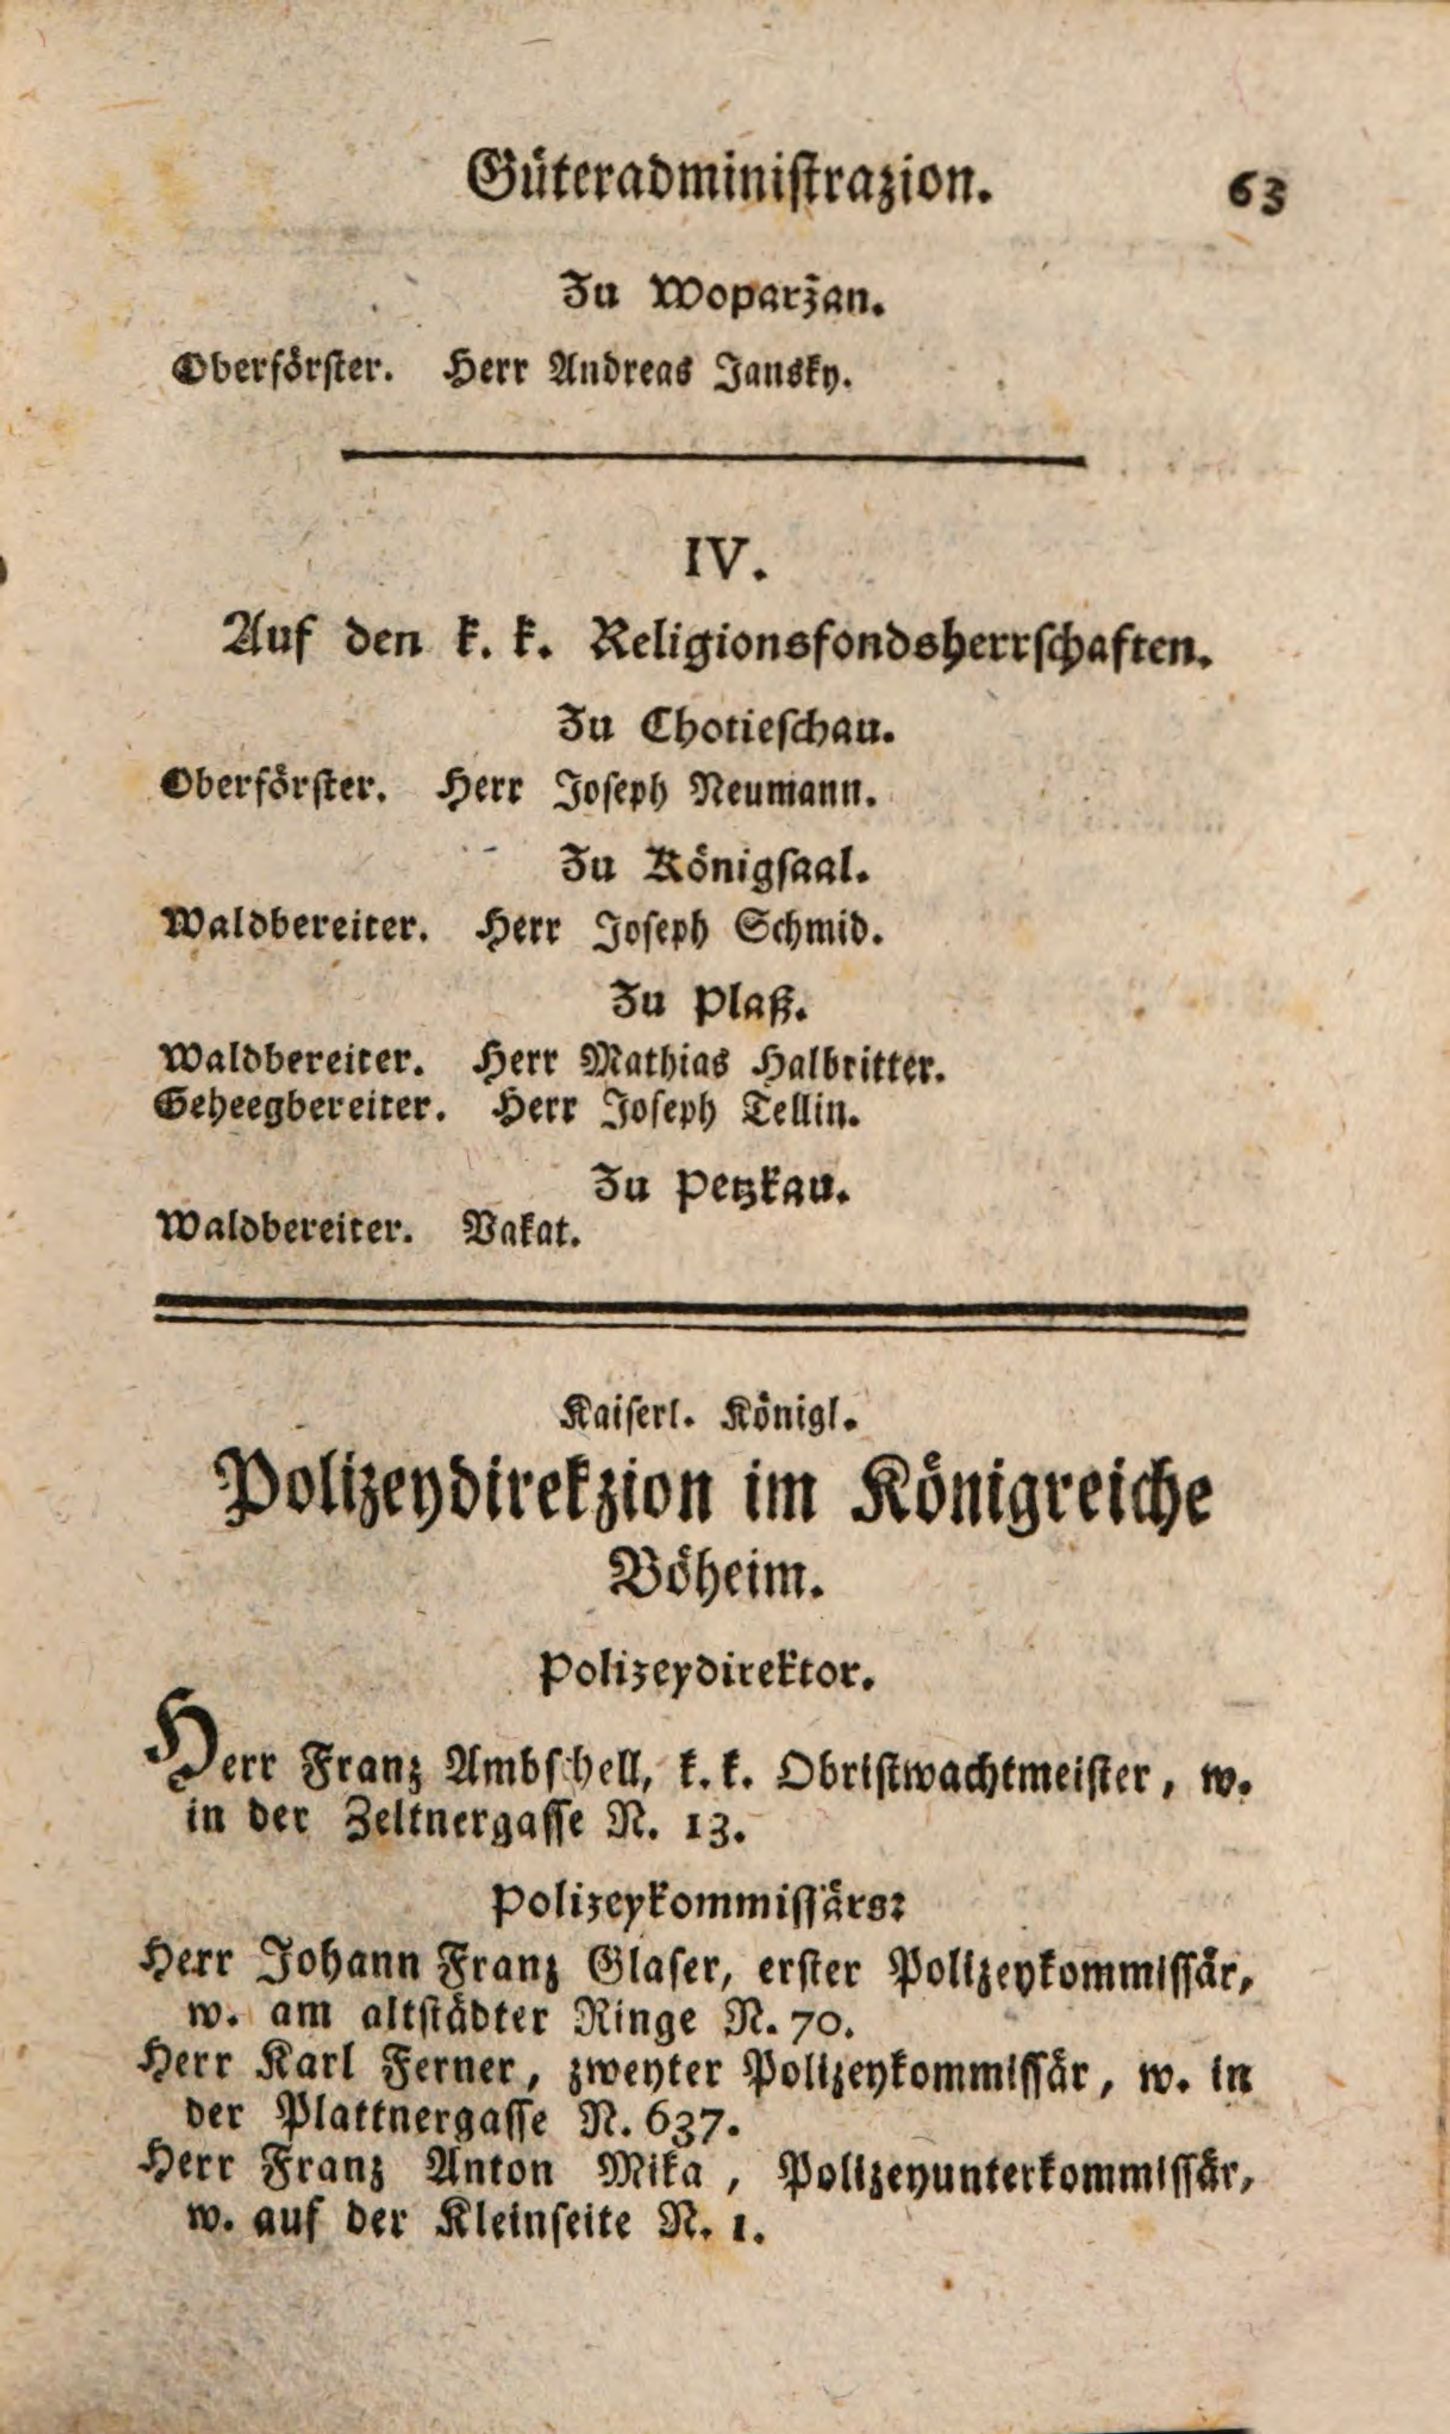 Güteradministrazion. 63
Zu Woparžan.
Oberförster. Herr Andreas Jansky.
IV.
Auf den k. k. Religionsfondsherrschaften.
Zu Chotieschau.
Oberförster. Herr Joseph Neumann.
Zu Königsaal.
Waldbereiter. Herr Joseph Schmid.
Zu Plaß.
Waldbereiter. Herr Mathias Halbritter.
Geheegbereiter. Herr Joseph Tellin.
Zu Petzkau.
Waldbereiter. Vakat.
Kaiserl. Königl.
Polizeydirekzion im Königreiche
Böheim.
Polizeydirektor.
Herr Franz Ambschell, k. k. Obristwachtmeister, w.
in der Zeltnergasse N. 13.
Polizeykommissärs:
Herr Johann Franz Glaser, erster Polizeykommissär,
w. am altstädter Ringe N. 70.
Herr Karl Ferner, zweyter Polizeykommissär, w. in
der Plattnergasse N. 637.
Herr Franz Anton Mika, Polizeyunterkommissär,
w. auf der Kleinseite N. 1.